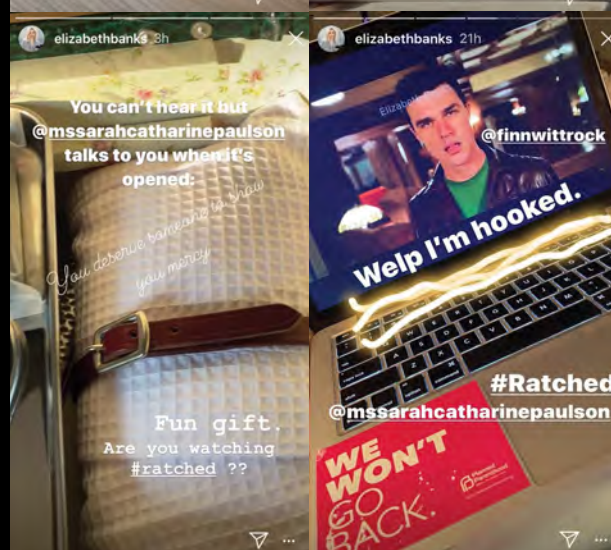 elizabethbanks 3h
You can't hear it but
@mssarahcatharinepaulson
talks to you when it's
opened:
You deserve someone to show
you mercy
Fun gift.
Are you watching
#ratched ??
elizabethbanks 21h
@finnwittrock
Welp I'm hooked.
#Ratched
@mssarahcatharinepaulson
WE
WON'T
GO
BACK.
Planned
Parenthood